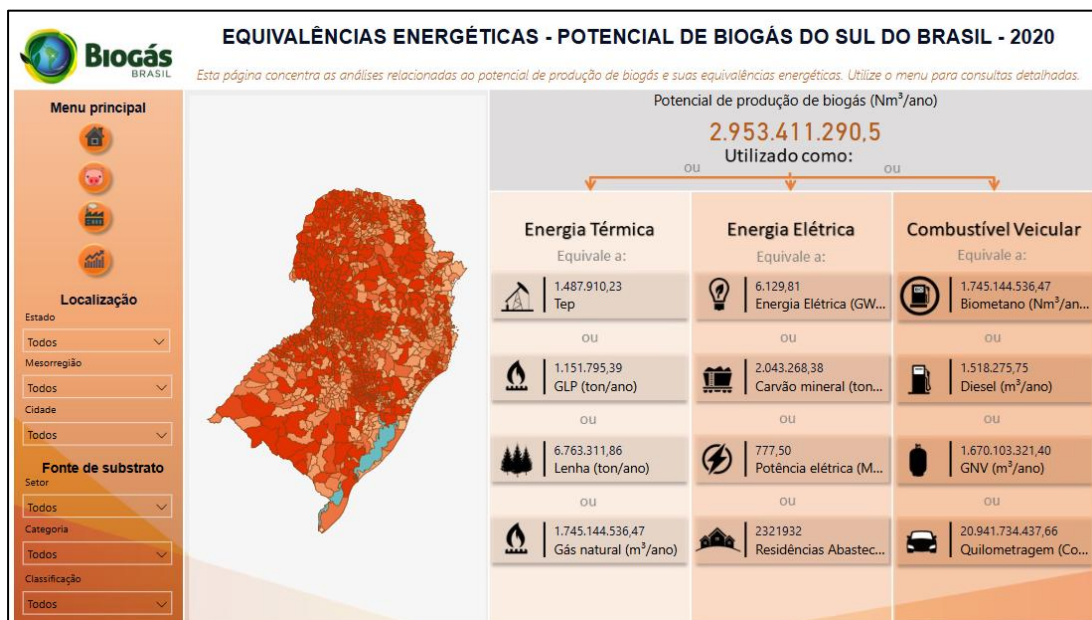 BIOGÁS
BRASIL
EQUIVALÊNCIAS ENERGÉTICAS - POTENCIAL DE BIOGÁS DO SUL DO BRASIL - 2020
Esta página concentra as análises relacionadas ao potencial de produção de biogás e suas equivalências energéticas. Utilize o menu para consultas detalhadas.
Menu principal
Localização
Estado
Todos
Mesorregião
Todos
Cidade
Todos
Fonte de substrato
Setor
Todos
Categoria
Todos
Classificação
Todos
Potencial de produção de biogás (Nm³/ano)
2.953.411.290,5
Utilizado como:
ou
ou
Energia Térmica
Equivale a:
1.487.910,23
Tep
ou
1.151.795,39
GLP (ton/ano)
ou
6.763.311,86
Lenha (ton/ano)
ou
1.745.144.536,47
Gás natural (m³/ano)
Energia Elétrica
Equivale a:
6.129,81
Energia Elétrica (GW...
ou
2.043.268,38
Carvão mineral (ton...
ou
777,50
Potência elétrica (M...
ou
2321932
Residências Abastec...
Combustível Veicular
Equivale a:
1.745.144.536,47
Biometano (Nm³/an...
ou
1.518.275,75
Diesel (m³/ano)
ou
1.670.103.321,40
GNV (m³/ano)
ou
20.941.734.437,66
Quilometragem (Co...